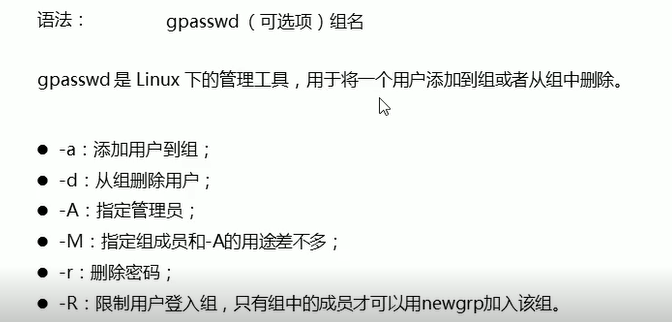 语法： gpasswd（可选项）组名
gpasswd 是 Linux 下的管理工具，用于将一个用户添加到组或者从组中删除。
● -a：添加用户到组；
● -d：从组删除用户；
● -A：指定管理员；
● -M：指定组成员和-A的用途差不多；
● -r：删除密码；
● -R：限制用户登入组，只有组中的成员才可以用newgrp加入该组。